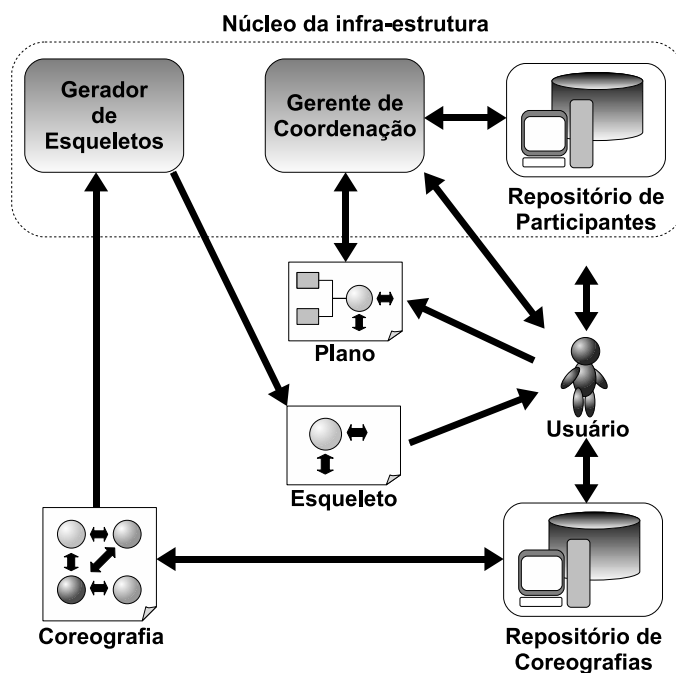 Núcleo da infra-estrutura
Gerador
de
Esqueletos
Gerente de
Coordenação
Repositório de
Participantes
Plano
Usuário
Esqueleto
Coreografia
Repositório de
Coreografias